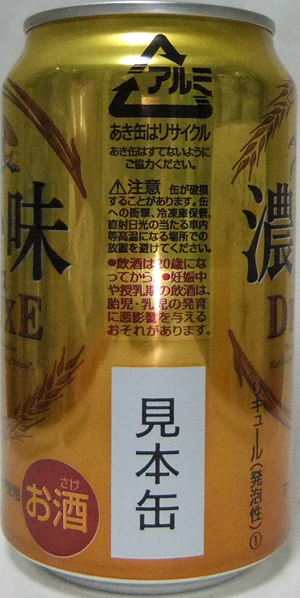 アルミ
あき缶はリサイクル
あき缶はすてないように
ご協力ください。
⚠注意 缶が破損
することがあります。缶
への衝撃、冷凍庫保管、
直射日光の当たる車内
等高温になる場所での
放置を避けてください。
●飲酒は20歳にな
ってから。●妊娠中
や授乳期の飲酒は、
胎児・乳児の発育
に悪影響を与える
おそれがあります。
味
濃
見本缶
リキュール(発泡性)①
さけ
お酒